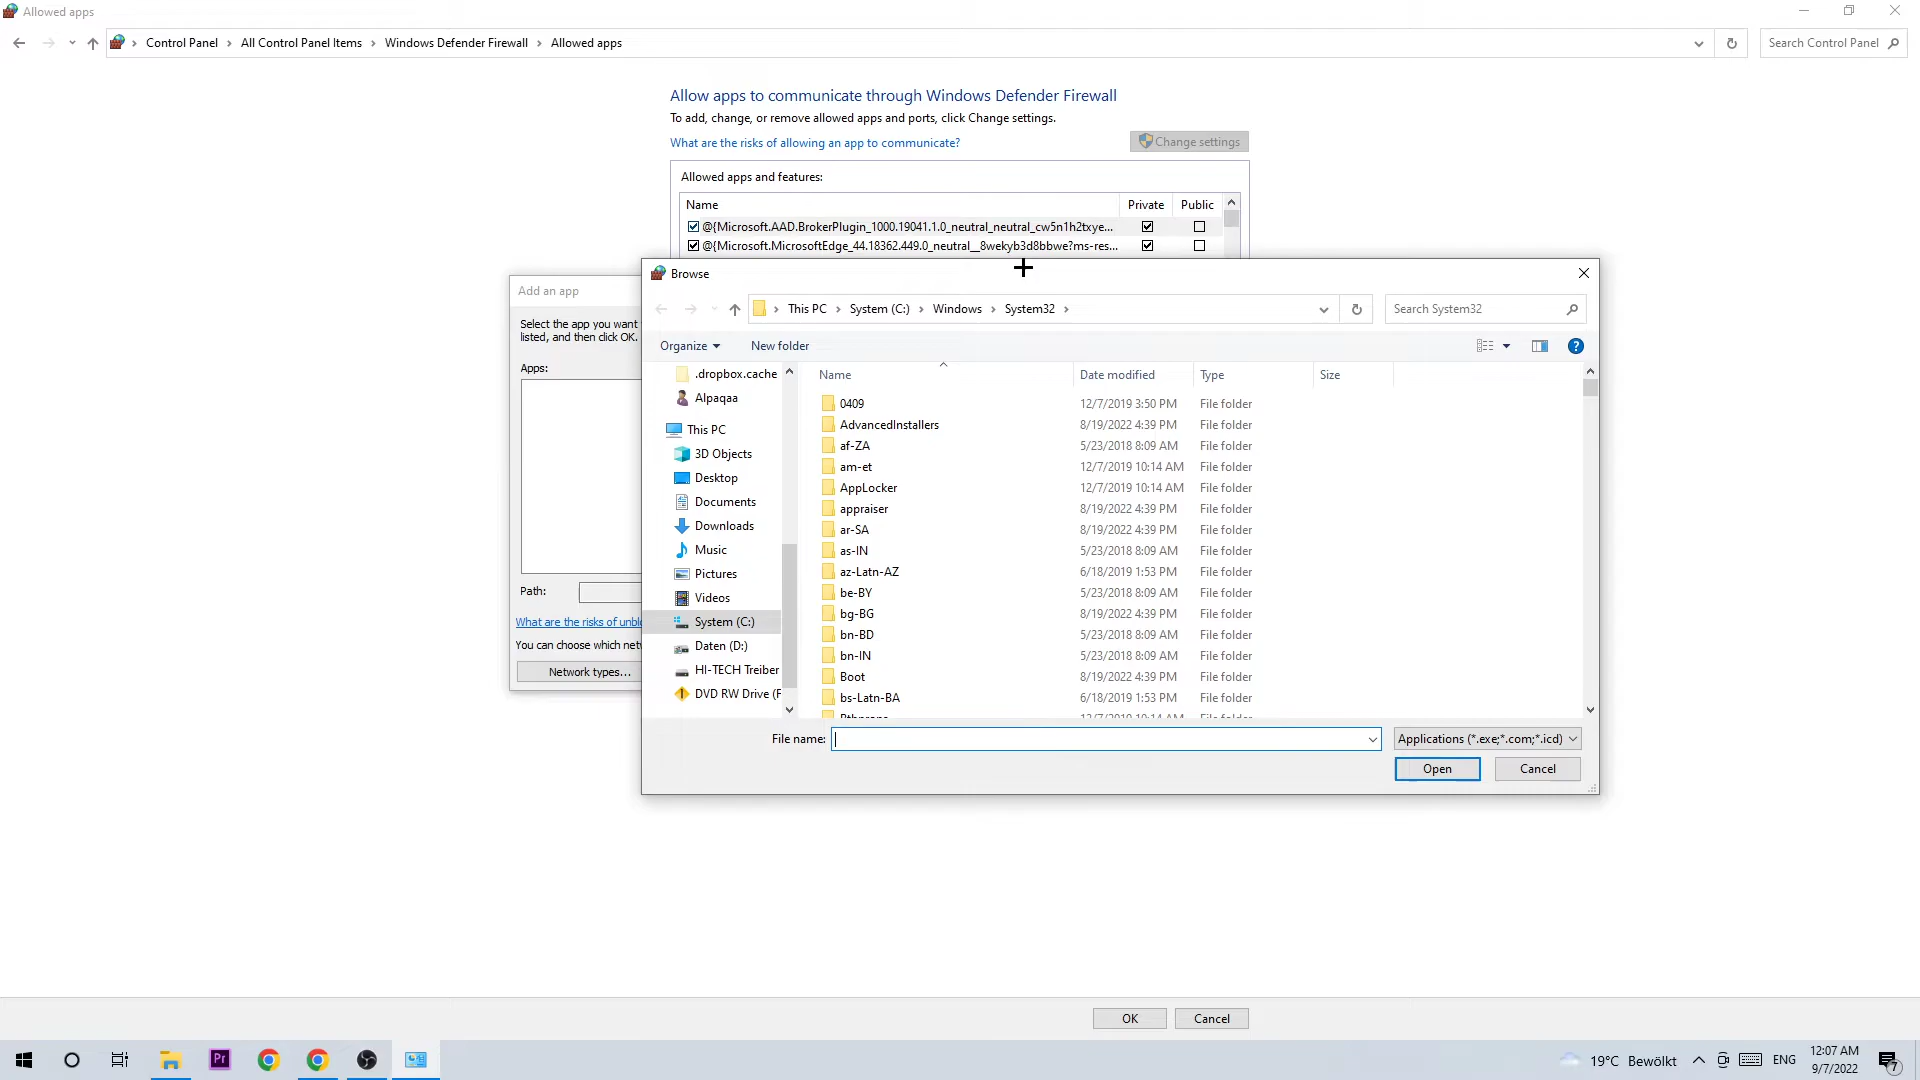 Allowed apps
Control Panel > All Control Panel Items > Windows Defender Firewall > Allowed apps
Search Control Panel
Allow apps to communicate through Windows Defender Firewall
To add, change, or remove allowed apps and ports, click Change settings.
What are the risks of allowing an app to communicate?
Change settings
Allowed apps and features:
Name Private Public
@{Microsoft.AAD.BrokerPlugin_1000.19041.1.0_neutral_neutral_cw5n1h2txye...
@{Microsoft.MicrosoftEdge_44.18362.449.0_neutral__8wekyb3d8bbwe?ms-res...
Add an app
Select the app you want
listed, and then click OK.
Apps:
Path:
What are the risks of unbl
You can choose which net
Network types...
Browse
This PC > System (C:) > Windows > System32 >
Search System32
Organize
New folder
.dropbox.cache
Alpaqaa
This PC
3D Objects
Desktop
Documents
Downloads
Music
Pictures
Videos
System (C:)
Daten (D:)
HI-TECH Treiber
DVD RW Drive (F
Name Date modified Type Size
0409 12/7/2019 3:50 PM File folder
AdvancedInstallers 8/19/2022 4:39 PM File folder
af-ZA 5/23/2018 8:09 AM File folder
am-et 12/7/2019 10:14 AM File folder
AppLocker 12/7/2019 10:14 AM File folder
appraiser 8/19/2022 4:39 PM File folder
ar-SA 8/19/2022 4:39 PM File folder
as-IN 5/23/2018 8:09 AM File folder
az-Latn-AZ 6/18/2019 1:53 PM File folder
be-BY 5/23/2018 8:09 AM File folder
bg-BG 8/19/2022 4:39 PM File folder
bn-BD 5/23/2018 8:09 AM File folder
bn-IN 5/23/2018 8:09 AM File folder
Boot 8/19/2022 4:39 PM File folder
bs-Latn-BA 6/18/2019 1:53 PM File folder
File name:
Applications (*.exe;*.com;*.icd)
Open
Cancel
OK
Cancel
Pr
19°C Bewölkt
ENG
12:07 AM
9/7/2022
7